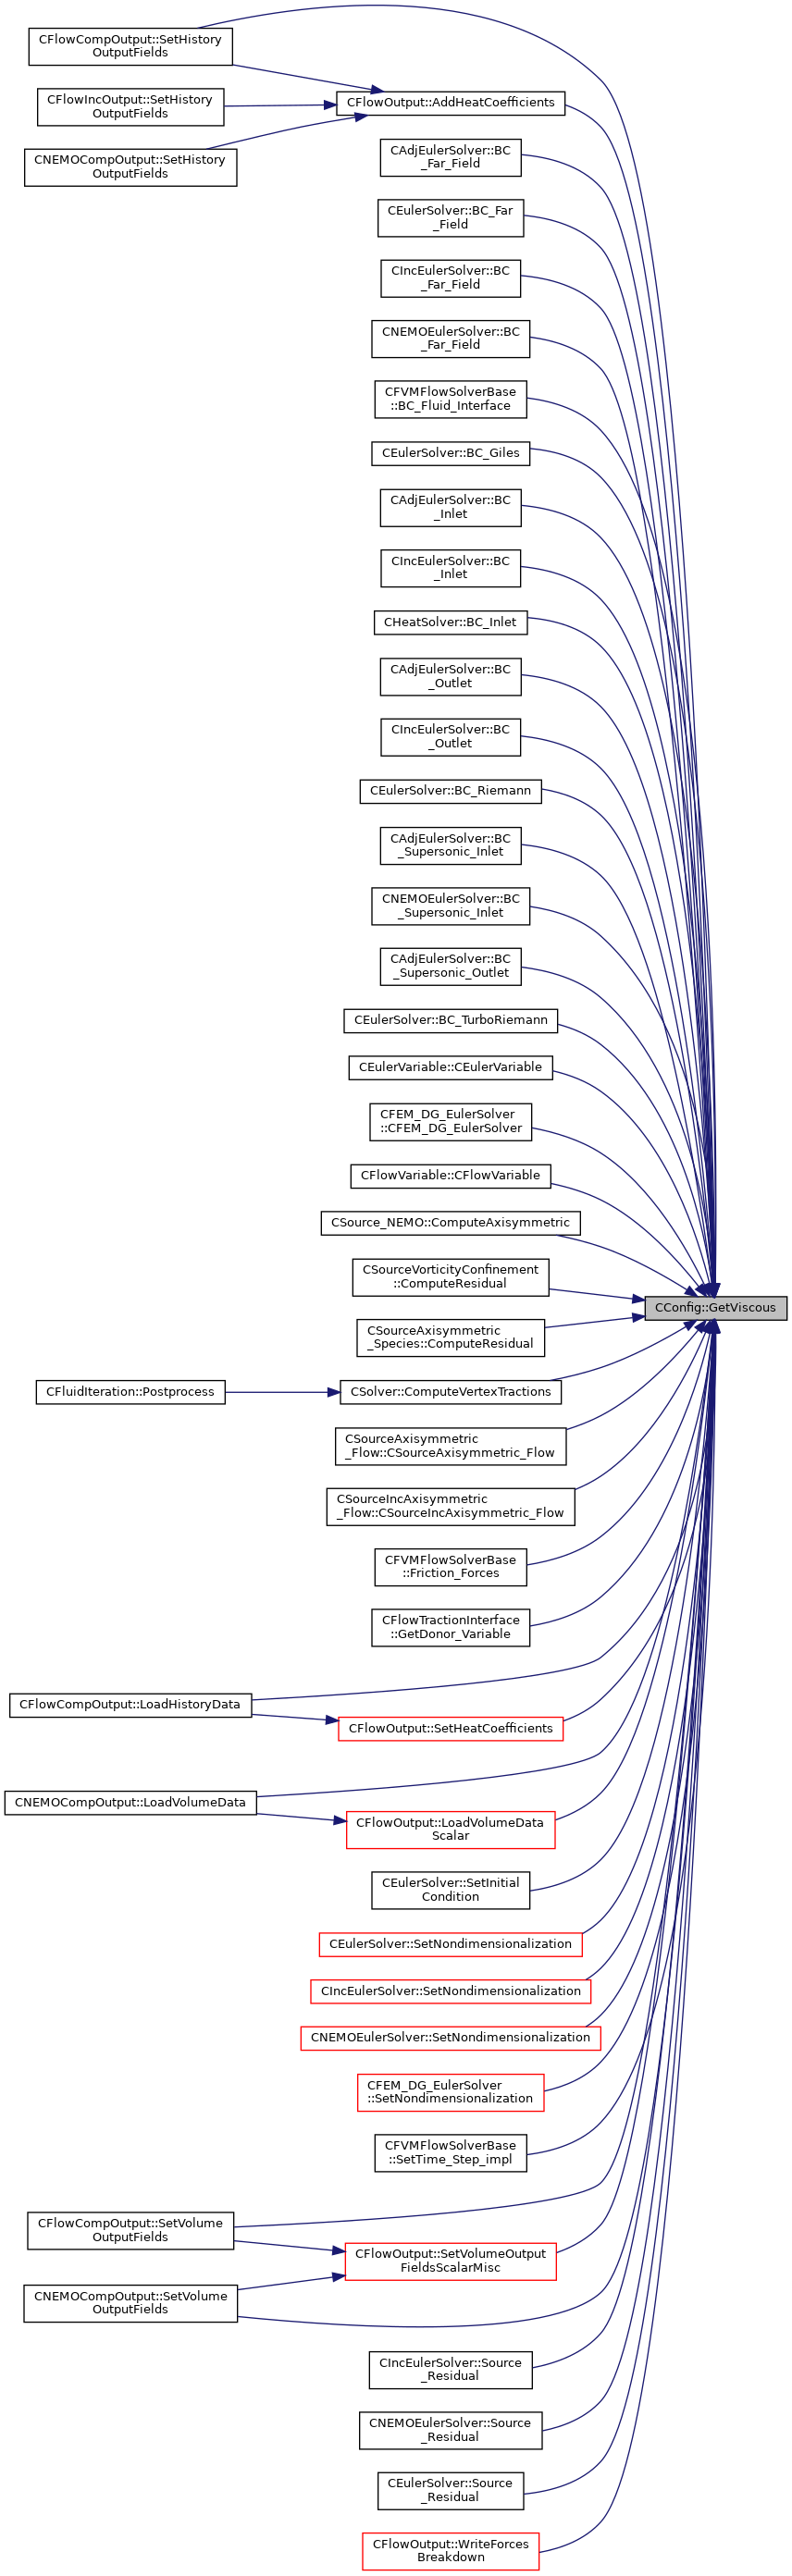 CFlowCompOutput::SetHistory
OutputFields
CFlowIncOutput::SetHistory
OutputFields
CNEMOCompOutput::SetHistory
OutputFields
CFlowOutput::AddHeatCoefficients
CAdjEulerSolver::BC
_Far_Field
CEulerSolver::BC_Far
_Field
CIncEulerSolver::BC
_Far_Field
CNEMOEulerSolver::BC
_Far_Field
CFVMFlowSolverBase
::BC_Fluid_Interface
CEulerSolver::BC_Giles
CAdjEulerSolver::BC
_Inlet
CIncEulerSolver::BC
_Inlet
CHeatSolver::BC_Inlet
CAdjEulerSolver::BC
_Outlet
CIncEulerSolver::BC
_Outlet
CEulerSolver::BC_Riemann
CAdjEulerSolver::BC
_Supersonic_Inlet
CNEMOEulerSolver::BC
_Supersonic_Inlet
CAdjEulerSolver::BC
_Supersonic_Outlet
CEulerSolver::BC_TurboRiemann
CEulerVariable::CEulerVariable
CFEM_DG_EulerSolver
::CFEM_DG_EulerSolver
CFlowVariable::CFlowVariable
CSource_NEMO::ComputeAxisymmetric
CSourceVorticityConfinement
::ComputeResidual
CConfig::GetViscous
CSourceAxisymmetric
_Species::ComputeResidual
CFluidIteration::Postprocess
CSolver::ComputeVertexTractions
CSourceAxisymmetric
_Flow::CSourceAxisymmetric_Flow
CSourceIncAxisymmetric
_Flow::CSourceIncAxisymmetric_Flow
CFVMFlowSolverBase
::Friction_Forces
CFlowTractionInterface
::GetDonor_Variable
CFlowCompOutput::LoadHistoryData
CFlowOutput::SetHeatCoefficients
CNEMOCompOutput::LoadVolumeData
CFlowOutput::LoadVolumeData
Scalar
CEulerSolver::SetInitial
Condition
CEulerSolver::SetNondimensionalization
CIncEulerSolver::SetNondimensionalization
CNEMOEulerSolver::SetNondimensionalization
CFEM_DG_EulerSolver
::SetNondimensionalization
CFVMFlowSolverBase
::SetTime_Step_impl
CFlowCompOutput::SetVolume
OutputFields
CFlowOutput::SetVolumeOutput
FieldsScalarMisc
CNEMOCompOutput::SetVolume
OutputFields
CIncEulerSolver::Source
_Residual
CNEMOEulerSolver::Source
_Residual
CEulerSolver::Source
_Residual
CFlowOutput::WriteForces
Breakdown